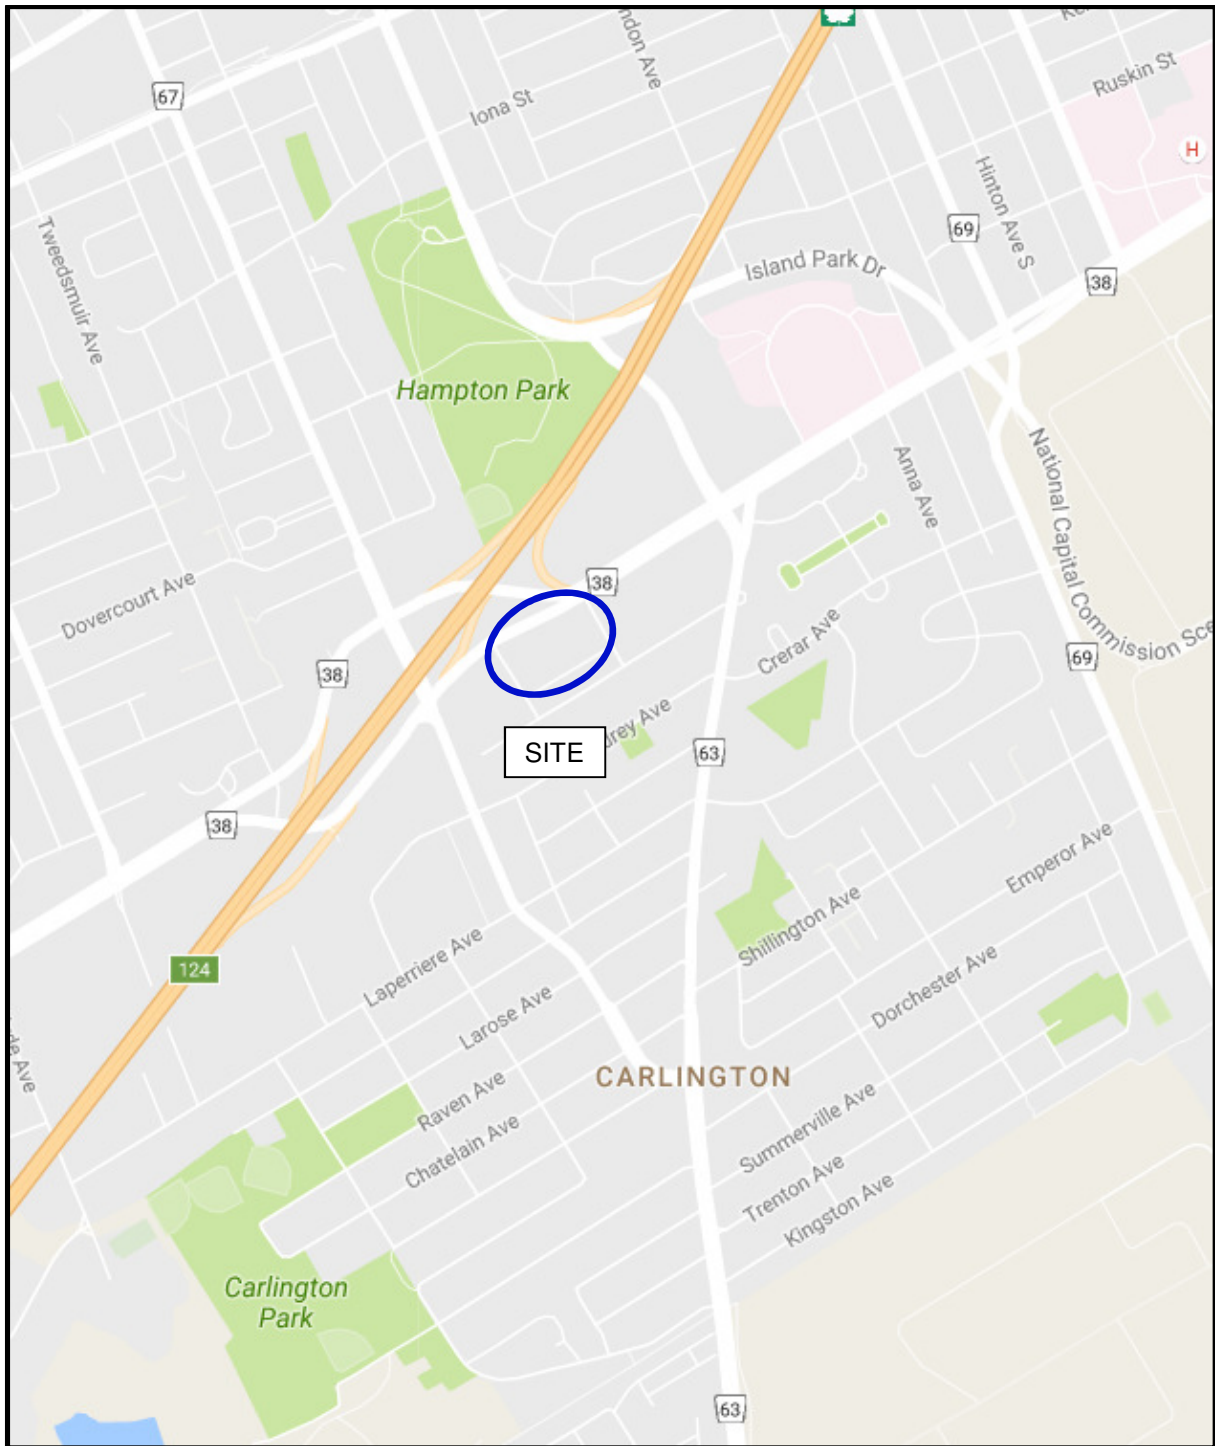 67
Iona St
Ruskin St
H
Hinton Ave S
69
Tweedsmuir Ave
Island Park Dr
38
Hampton Park
Anna Ave
National Capital Commission
Dovercourt Ave
38
Crerar Ave
38
69
Ave
SITE
63
38
Emperor Ave
Shillington Ave
Laperriere Ave
124
Dorchester Ave
Larose Ave
Ave
CARLINGTON
Raven Ave
Summerville Ave
Chatelain Ave
Trenton Ave
Kingston Ave
Carlington
Park
63